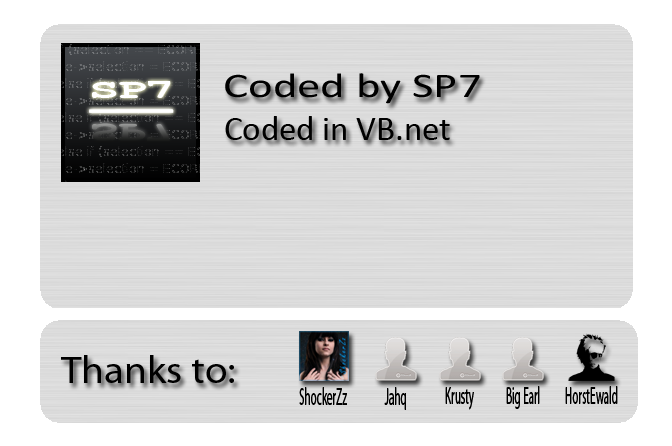 SP7
Coded by SP7
Coded in VB.net
Thanks to:
ShockerZz
Jahq
Krusty
Big Earl
HorstEwald